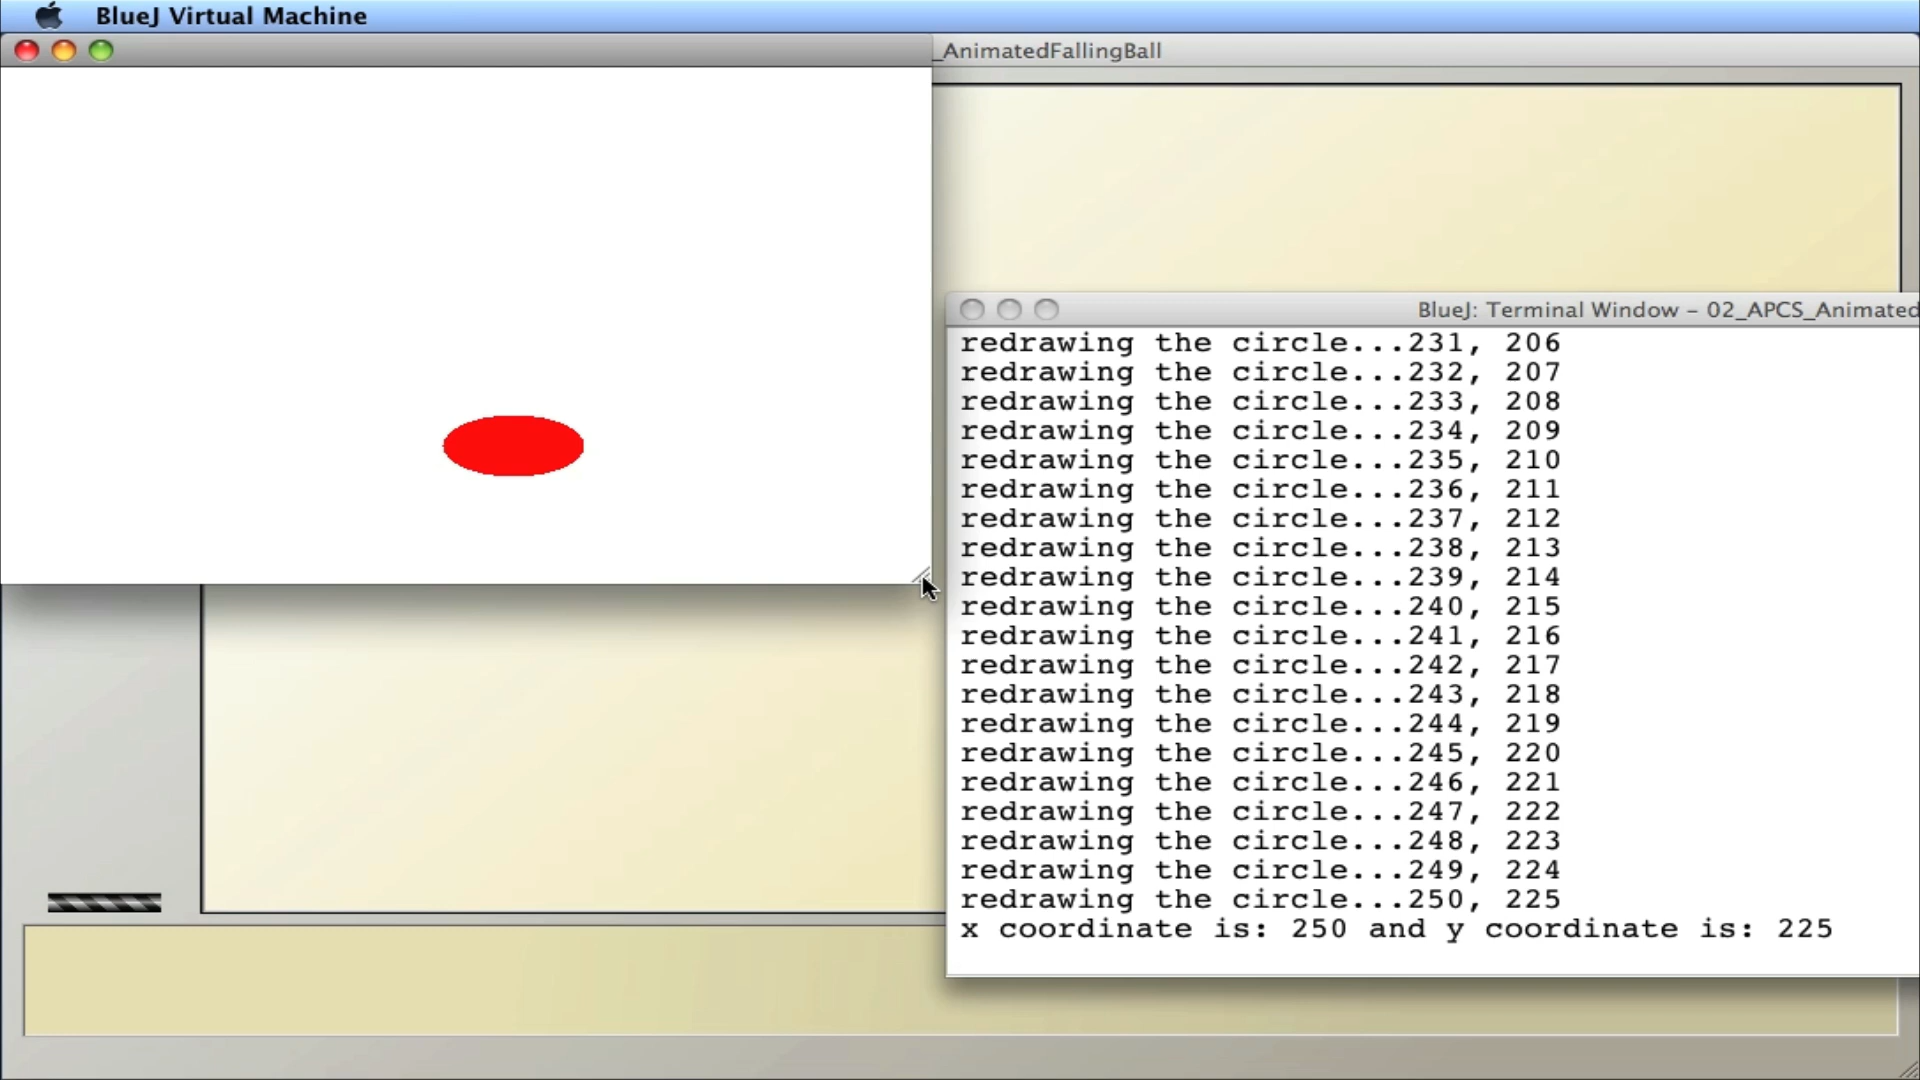 BlueJ Virtual Machine
_AnimatedFallingBall
BlueJ: Terminal Window – 02_APCS_Animated
redrawing the circle...231, 206
redrawing the circle...232, 207
redrawing the circle...233, 208
redrawing the circle...234, 209
redrawing the circle...235, 210
redrawing the circle...236, 211
redrawing the circle...237, 212
redrawing the circle...238, 213
redrawing the circle...239, 214
redrawing the circle...240, 215
redrawing the circle...241, 216
redrawing the circle...242, 217
redrawing the circle...243, 218
redrawing the circle...244, 219
redrawing the circle...245, 220
redrawing the circle...246, 221
redrawing the circle...247, 222
redrawing the circle...248, 223
redrawing the circle...249, 224
redrawing the circle...250, 225
x coordinate is: 250 and y coordinate is: 225